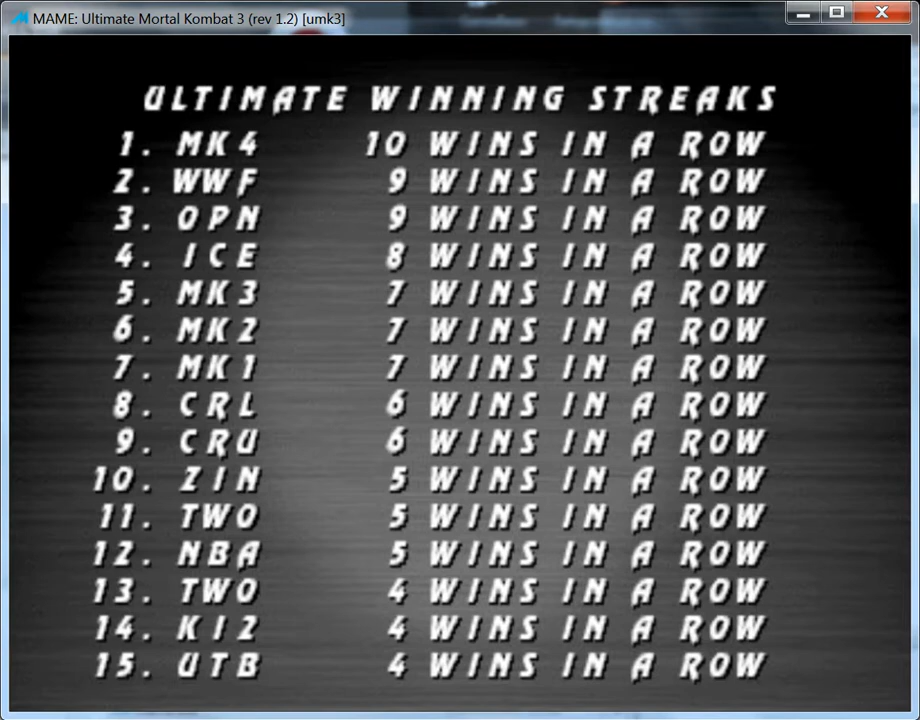 MAME: Ultimate Mortal Kombat 3 (rev 1.2) [umk3]
ULTIMATE WINNING STREAKS
1. MK4 10 WINS IN A ROW
2. WWF 9 WINS IN A ROW
3. OPN 9 WINS IN A ROW
4. ICE 8 WINS IN A ROW
5. MK3 7 WINS IN A ROW
6. MK2 7 WINS IN A ROW
7. MK1 7 WINS IN A ROW
8. CRL 6 WINS IN A ROW
9. CRU 6 WINS IN A ROW
10. ZIN 5 WINS IN A ROW
11. TWO 5 WINS IN A ROW
12. NBA 5 WINS IN A ROW
13. TWO 4 WINS IN A ROW
14. KI2 4 WINS IN A ROW
15. UTB 4 WINS IN A ROW